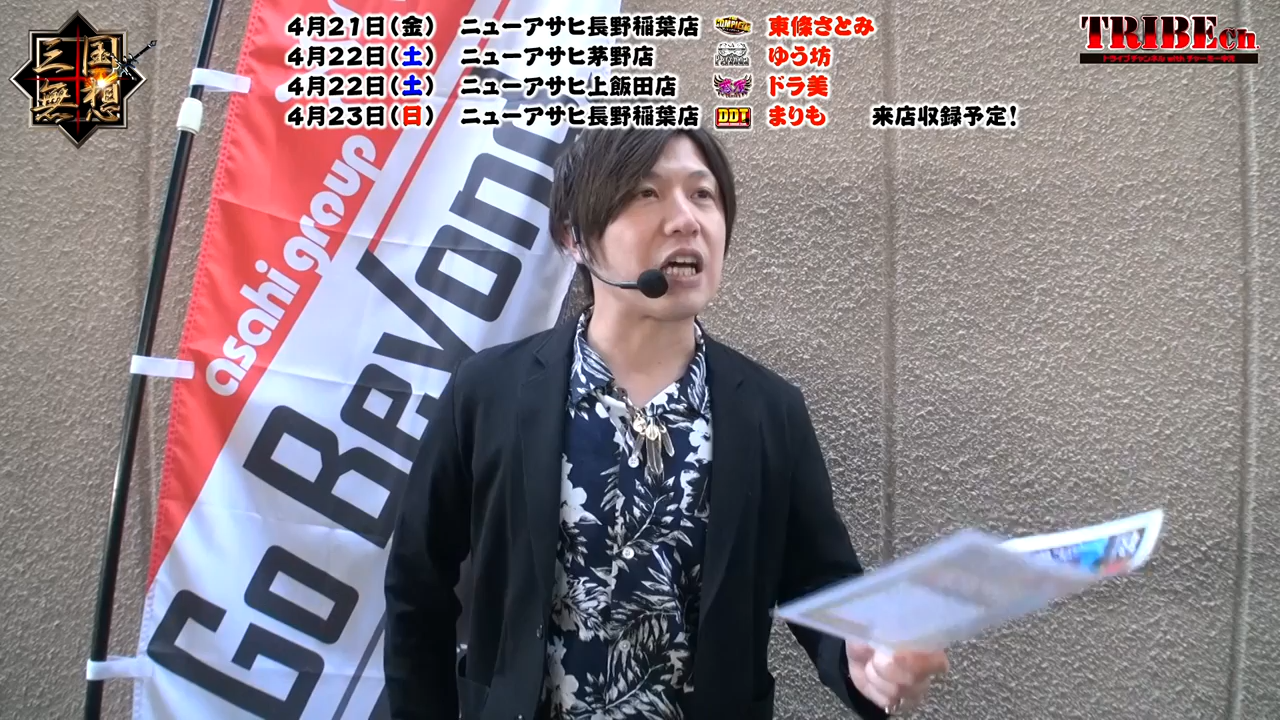 三国
無想
4月21日(金) ニューアサヒ長野稲葉店 東條さとみ
4月22日(土) ニューアサヒ茅野店 ゆう坊
4月22日(土) ニューアサヒ上飯田店 ドラ美
4月23日(日) ニューアサヒ長野稲葉店 DDT まりも 来店収録予定!
TRIBEch
asahi group
Go Beyond